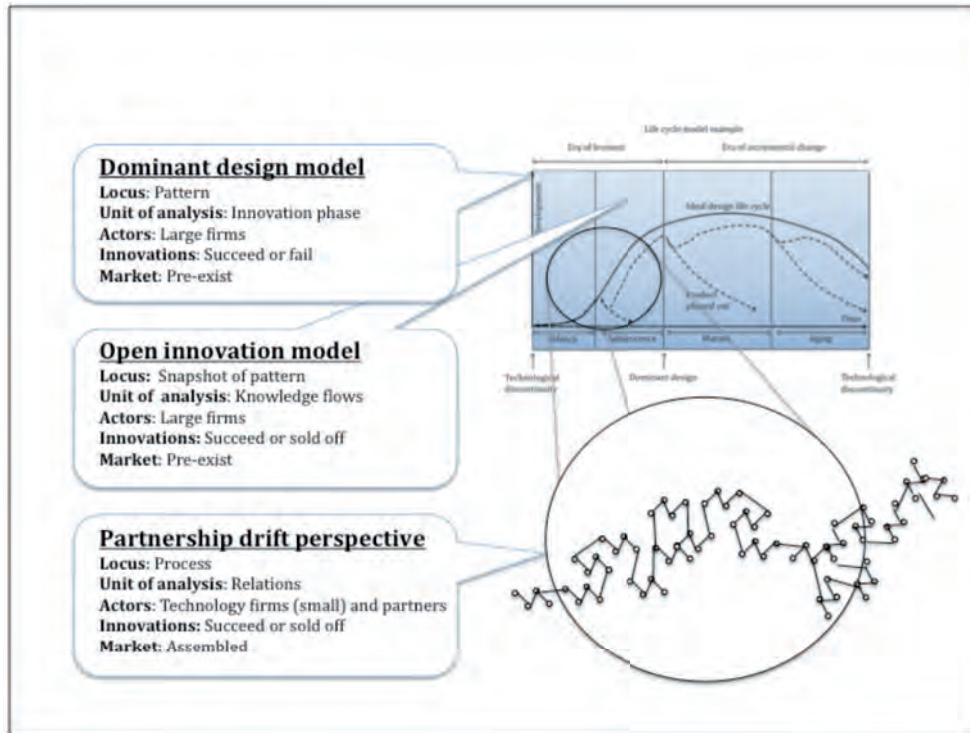 Dominant design model
Locus: Pattern
Unit of analysis: Innovation phase
Actors: Large firms
Innovations: Succeed or fail
Market: Pre-exist
Open innovation model
Locus: Snapshot of pattern
Unit of analysis: Knowledge flows
Actors: Large firms
Innovations: Succeed or sold off
Market: Pre-exist
Partnership drift perspective
Locus: Process
Unit of analysis: Relations
Actors: Technology firms (small) and partners
Innovations: Succeed or sold off
Market: Assembled
Life cycle model example
Era of ferment
Era of incremental change
Ideal design life cycle
Product
phased out
Time
Maturity
Aging
Technological
discontinuity
Dominant design
Technological
discontinuity